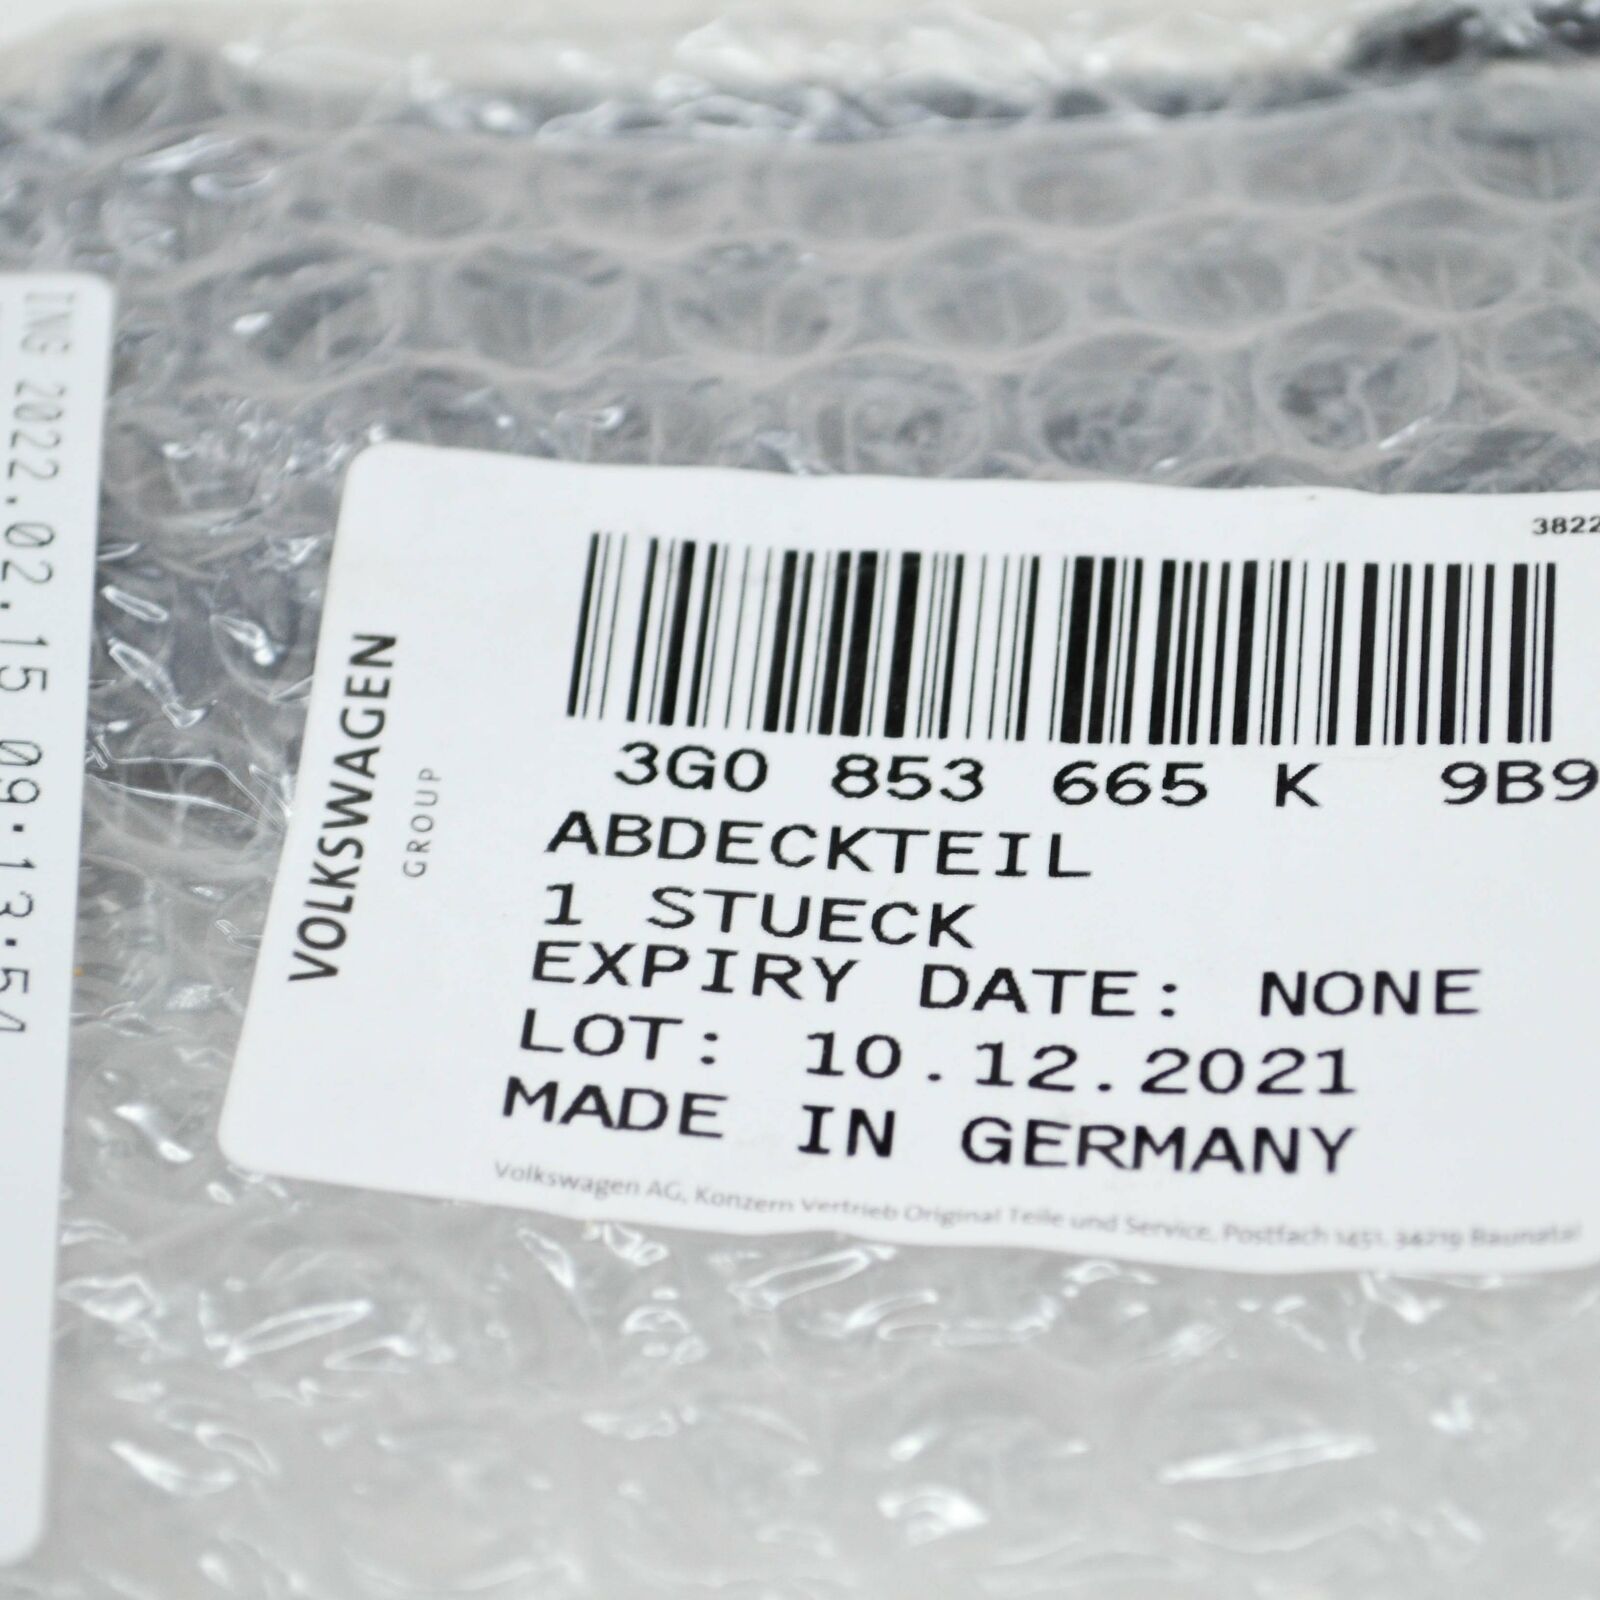 ING 2022.02.15 09:13:54
VOLKSWAGEN
GROUP
3822
3G0 853 665 K 9B9
ABDECKTEIL
1 STUECK
EXPIRY DATE: NONE
LOT: 10.12.2021
MADE IN GERMANY
Volkswagen AG, Konzern Vertrieb Original Teile und Service, Postfach 1451, 34219 Baunatal